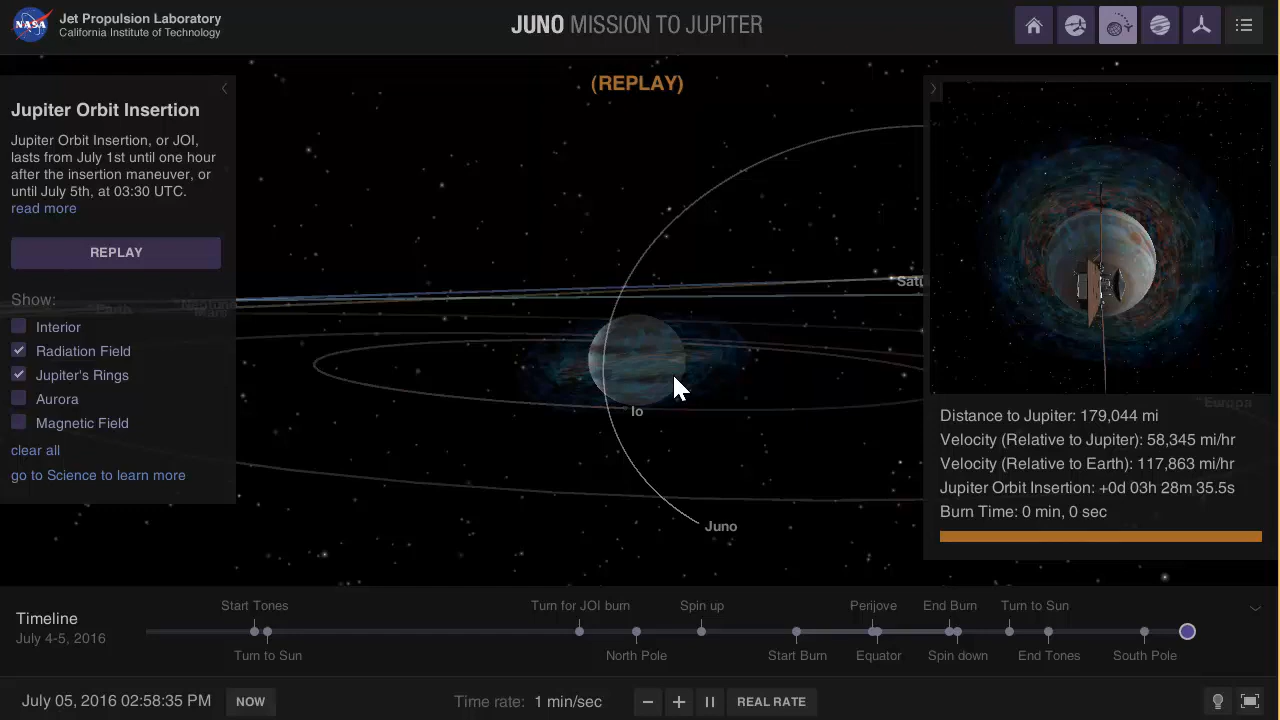 NASA
Jet Propulsion Laboratory
California Institute of Technology
JUNO MISSION TO JUPITER
(REPLAY)
Jupiter Orbit Insertion
Jupiter Orbit Insertion, or JOI,
lasts from July 1st until one hour
after the insertion maneuver, or
until July 5th, at 03:30 UTC.
read more
REPLAY
Show:
Interior
Radiation Field
Jupiter's Rings
Aurora
Magnetic Field
clear all
go to Science to learn more
Earth
Neptune
Mars
Satu
Io
Juno
Europa
Distance to Jupiter: 179,044 mi
Velocity (Relative to Jupiter): 58,345 mi/hr
Velocity (Relative to Earth): 117,863 mi/hr
Jupiter Orbit Insertion: +0d 03h 28m 35.5s
Burn Time: 0 min, 0 sec
Timeline
July 4-5, 2016
Start Tones
Turn for JOI burn
Spin up
Perijove
End Burn
Turn to Sun
Turn to Sun
North Pole
Start Burn
Equator
Spin down
End Tones
South Pole
July 05, 2016 02:58:35 PM
NOW
Time rate: 1 min/sec
REAL RATE